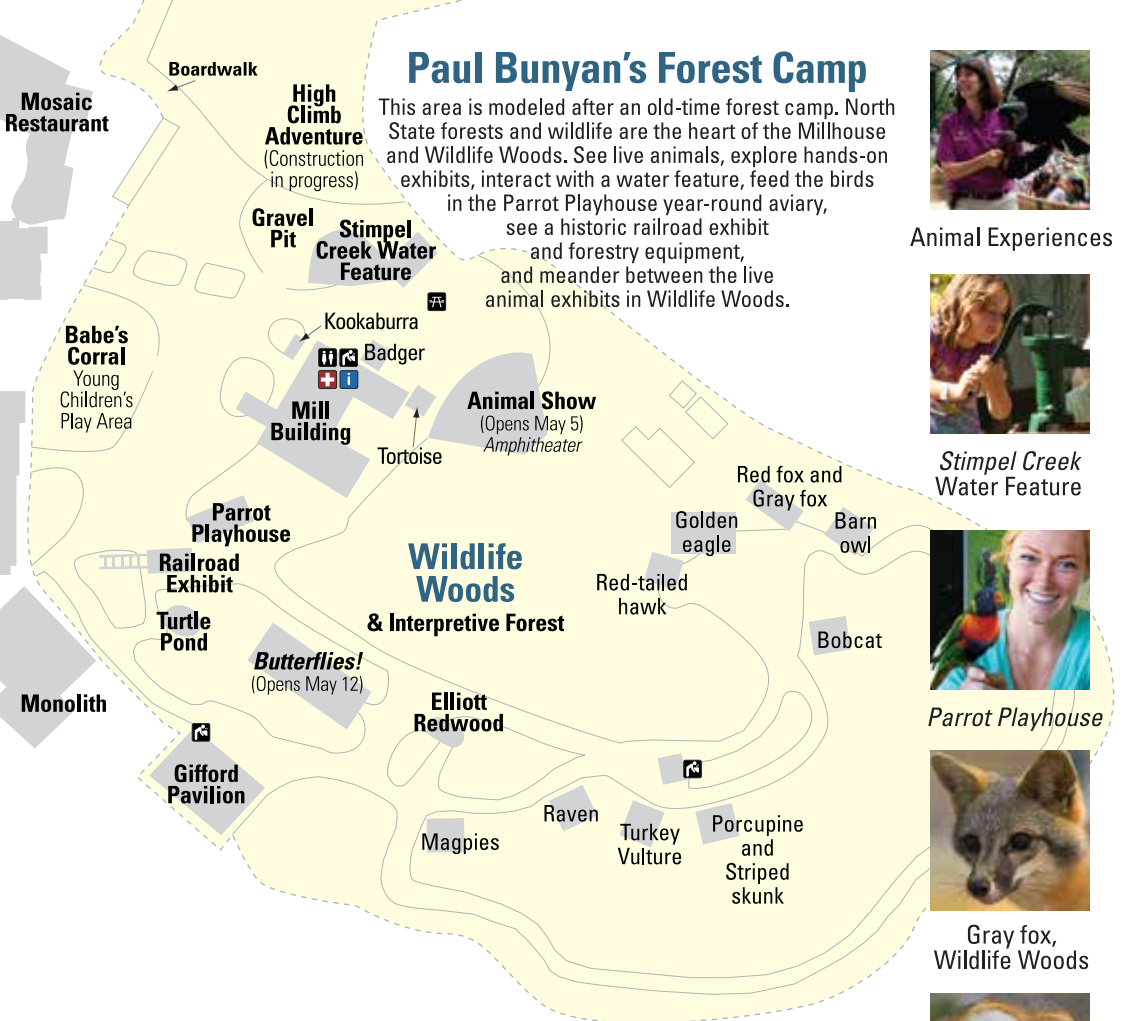 Paul Bunyan's Forest Camp
This area is modeled after an old-time forest camp. North
State forests and wildlife are the heart of the Millhouse
and Wildlife Woods. See live animals, explore hands-on
exhibits, interact with a water feature, feed the birds
in the Parrot Playhouse year-round aviary,
see a historic railroad exhibit
and forestry equipment,
and meander between the live
animal exhibits in Wildlife Woods.
Boardwalk
Mosaic
Restaurant
High
Climb
Adventure
(Construction
in progress)
Gravel
Pit
Stimpel
Creek Water
Feature
Kookaburra
Badger
i
Babe's
Corral
Young
Children's
Play Area
Mill
Building
Tortoise
Animal Show
(Opens May 5)
Amphitheater
Parrot
Playhouse
Railroad
Exhibit
Turtle
Pond
Wildlife
Woods
& Interpretive Forest
Red fox and
Gray fox
Golden
eagle
Barn
owl
Red-tailed
hawk
Bobcat
Butterflies!
(Opens May 12)
Monolith
Elliott
Redwood
Gifford
Pavilion
Magpies
Raven
Turkey
Vulture
Porcupine
and
Striped
skunk
Animal Experiences
Stimpel Creek
Water Feature
Parrot Playhouse
Gray fox,
Wildlife Woods